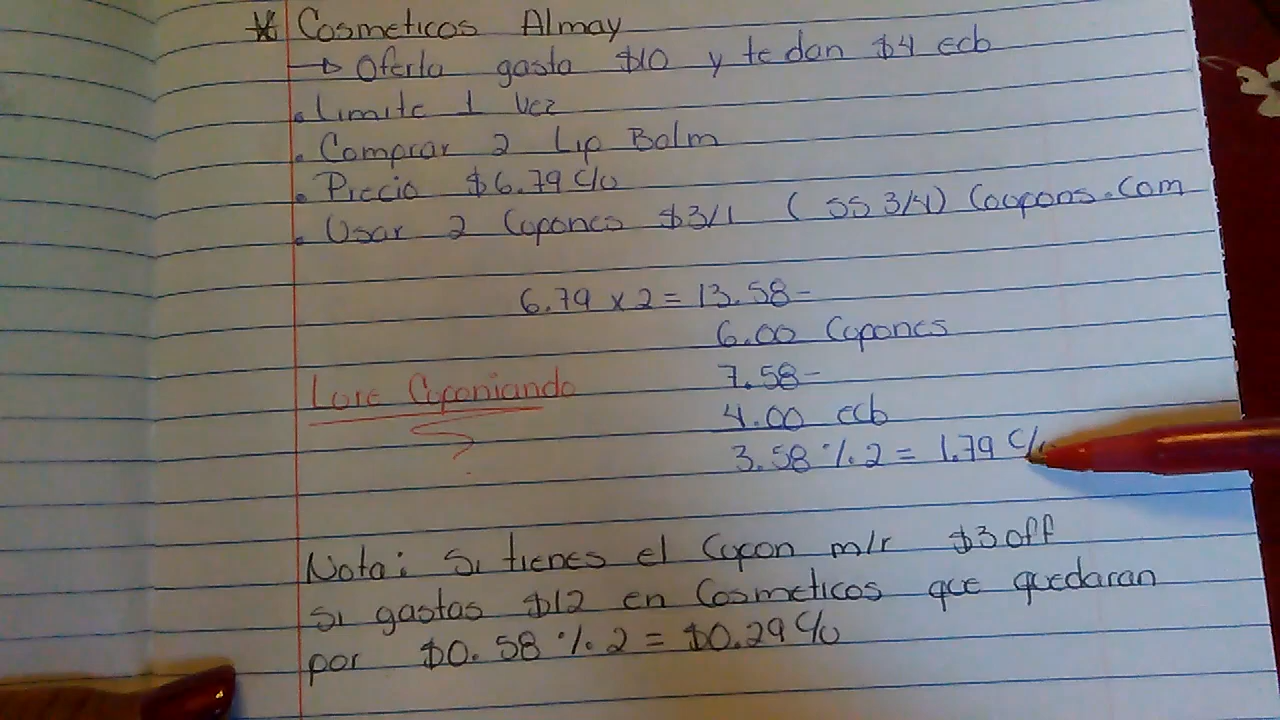 * Cosmeticos Almay
→ Oferta gasta $10 y te dan $4 ecb
. Limite 1 vez
. Comprar 2 Lip Balm
. Precio $6.79 c/u
. Usar 2 Cupones $3/1 (SS 3/4) Coupons.com
6.79 x 2 = 13.58-
6.00 Cupones
7.58-
Lore Cuponiando
4.00 ecb
3.58 % 2 = 1.79 c/u
Nota: Si tienes el Cupon m/r $3 off
si gastas $12 en Cosmeticos que quedaran
por $0.58 % 2 = $0.29 c/u